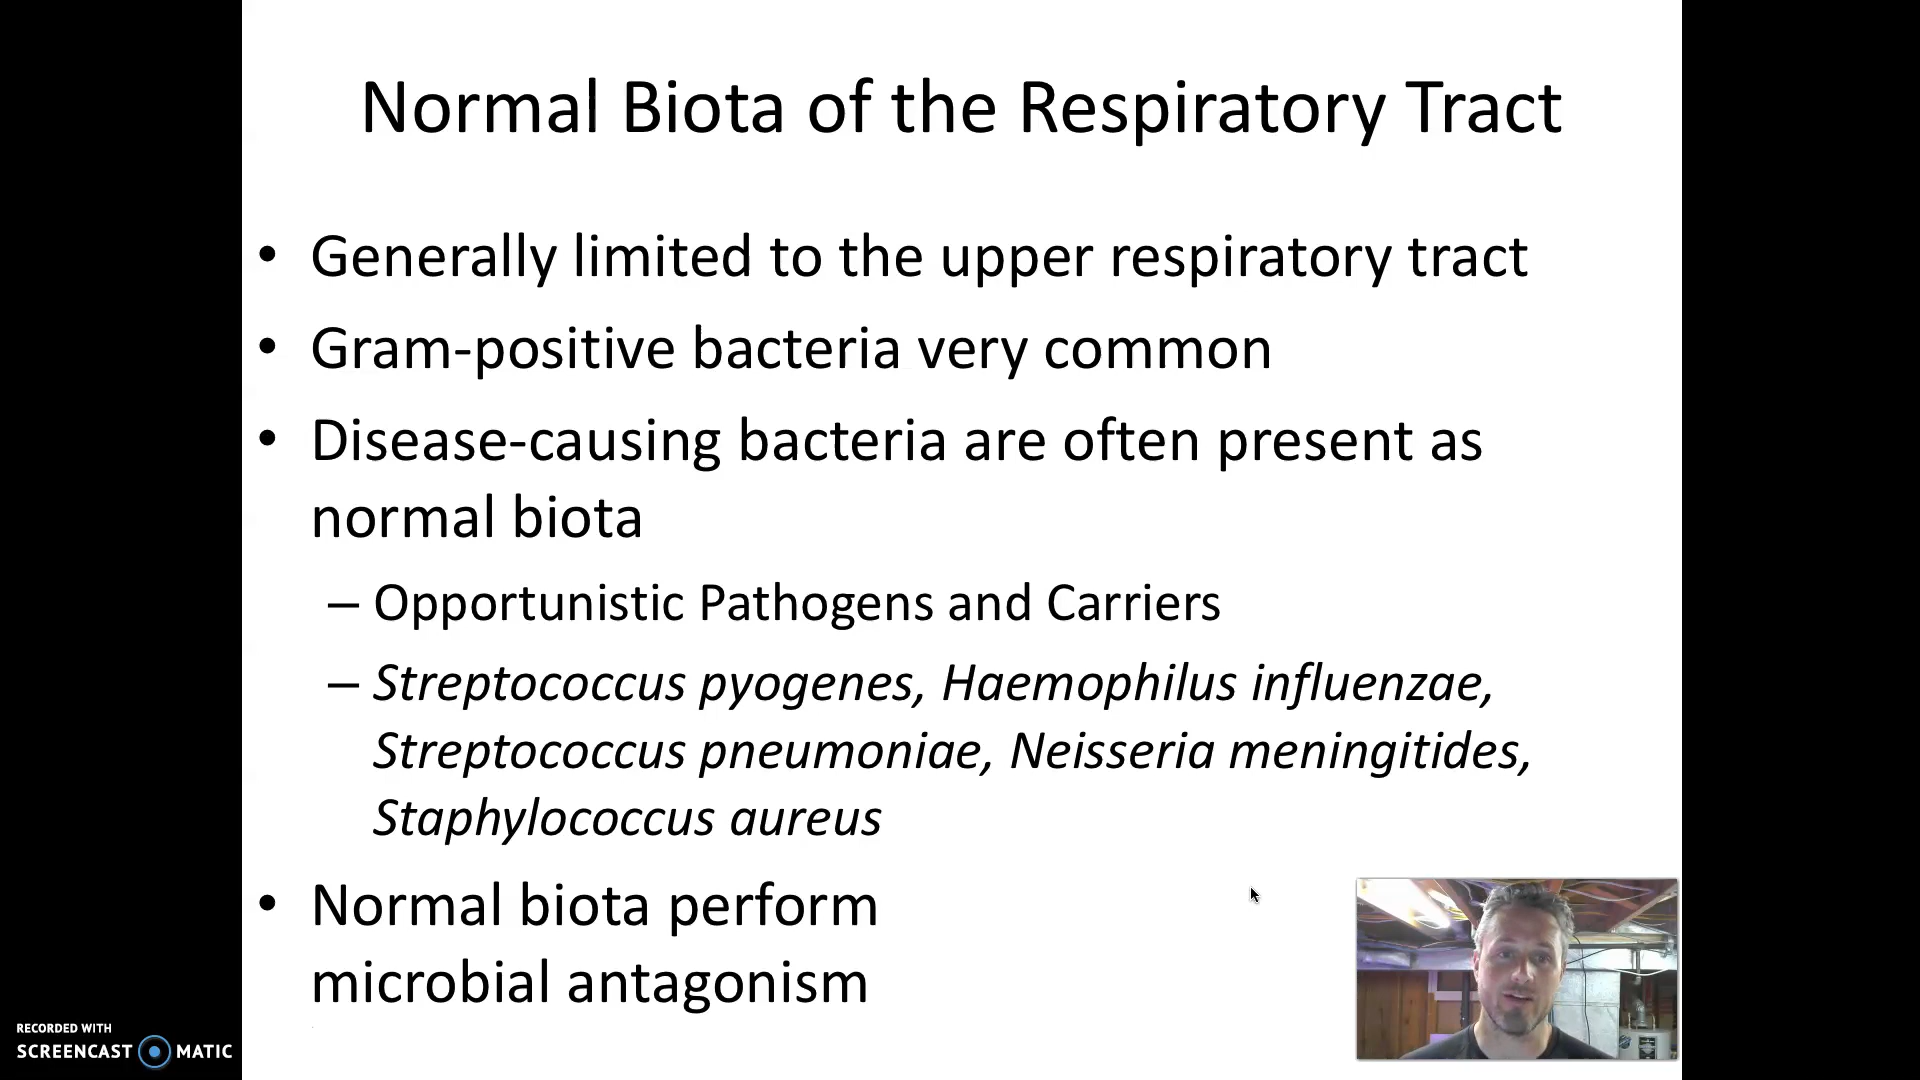 Normal Biota of the Respiratory Tract
• Generally limited to the upper respiratory tract
• Gram-positive bacteria very common
• Disease-causing bacteria are often present as
normal biota
– Opportunistic Pathogens and Carriers
– Streptococcus pyogenes, Haemophilus influenzae,
Streptococcus pneumoniae, Neisseria meningitides,
Staphylococcus aureus
• Normal biota perform
microbial antagonism
RECORDED WITH
SCREENCAST MATIC